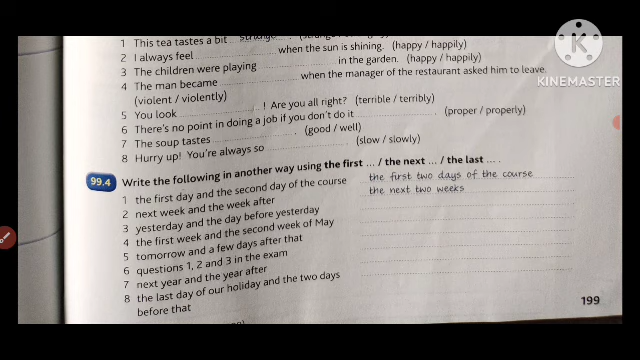 1 This tea tastes a bit strange .
2 I always feel when the sun is shining. (happy / happily)
3 The children were playing in the garden. (happy / happily)
4 The man became when the manager of the restaurant asked him to leave.
(violent / violently)
5 You look ! Are you all right? (terrible / terribly)
6 There's no point in doing a job if you don't do it . (proper / properly)
7 The soup tastes . (good / well)
8 Hurry up! You're always so . (slow / slowly)
KINEMASTER
99.4 Write the following in another way using the first ... / the next ... / the last ... .
1 the first day and the second day of the course the first two days of the course
2 next week and the week after the next two weeks
3 yesterday and the day before yesterday
4 the first week and the second week of May
5 tomorrow and a few days after that
6 questions 1, 2 and 3 in the exam
7 next year and the year after
8 the last day of our holiday and the two days
before that
199